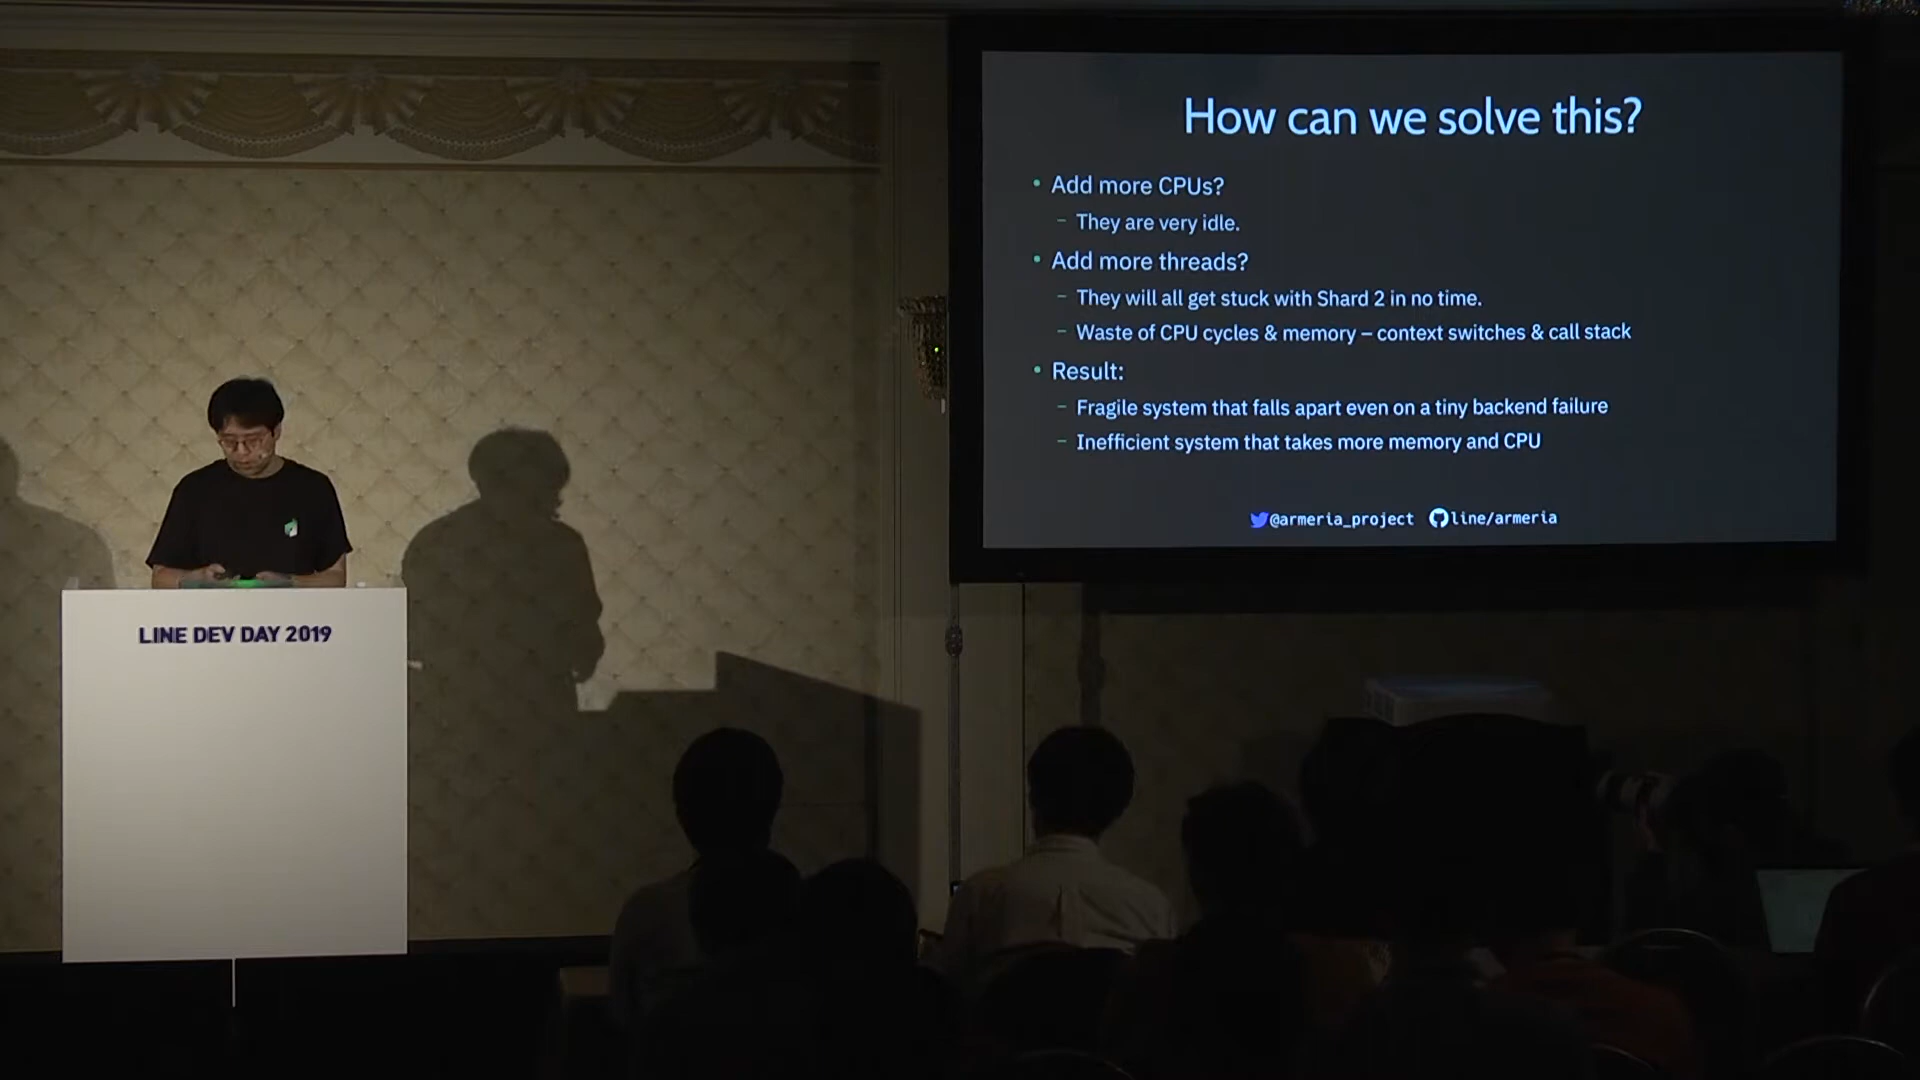 How can we solve this?
• Add more CPUs?
– They are very idle.
• Add more threads?
– They will all get stuck with Shard 2 in no time.
– Waste of CPU cycles & memory – context switches & call stack
• Result:
– Fragile system that falls apart even on a tiny backend failure
– Inefficient system that takes more memory and CPU
@armeria_project line/armeria
LINE DEV DAY 2019